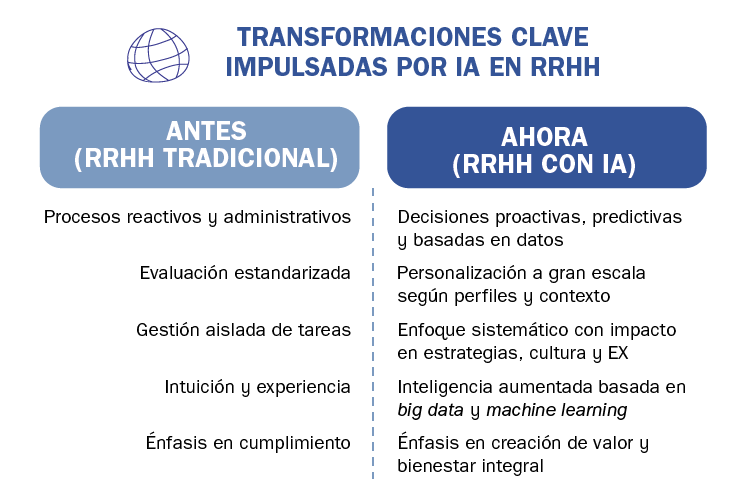 TRANSFORMACIONES CLAVE
IMPULSADAS POR IA EN RRHH
ANTES
(RRHH TRADICIONAL)
AHORA
(RRHH CON IA)
Procesos reactivos y administrativos
Decisiones proactivas, predictivas
y basadas en datos
Evaluación estandarizada
Personalización a gran escala
según perfiles y contexto
Gestión aislada de tareas
Enfoque sistemático con impacto
en estrategias, cultura y EX
Intuición y experiencia
Inteligencia aumentada basada en
big data y machine learning
Énfasis en cumplimiento
Énfasis en creación de valor y
bienestar integral